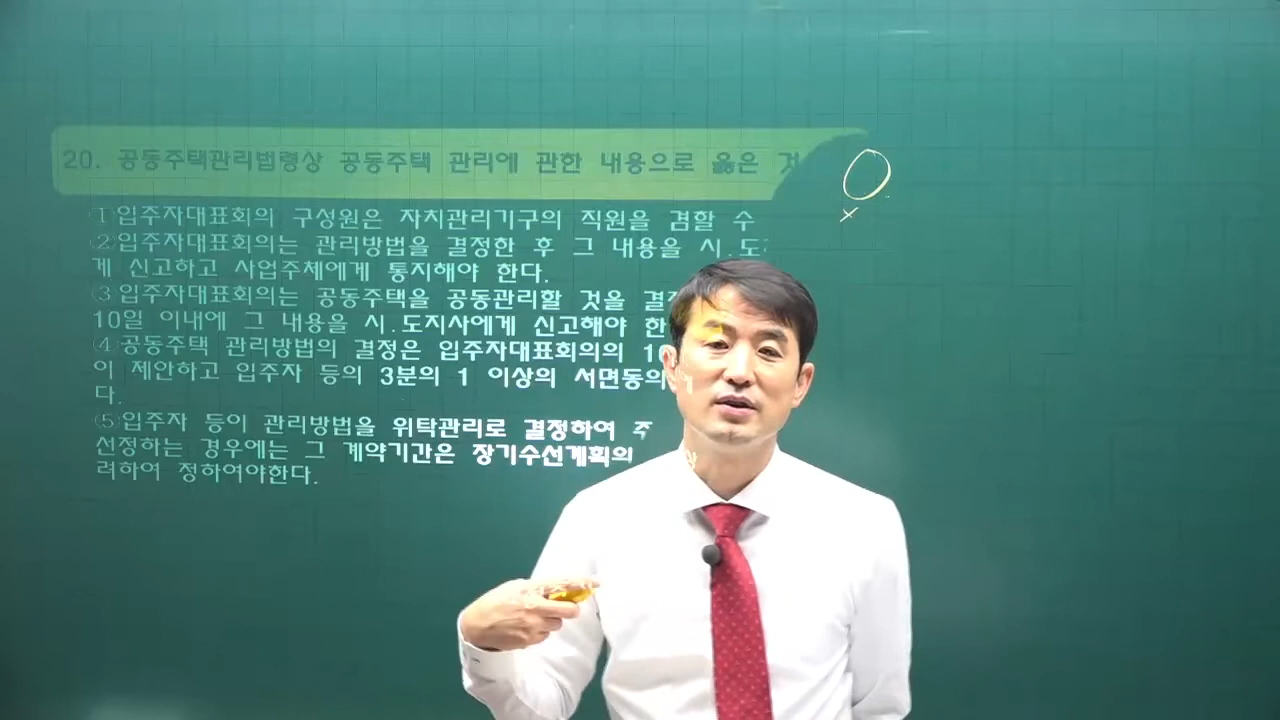 20. 공동주택관리법령상 공동주택 관리에 관한 내용으로 옳은
①입주자대표회의 구성원은 자치관리기구의 직원을 겸할 수
②입주자대표회의는 관리방법을 결정한 후 그 내용을 시.도
게 신고하고 사업주체에게 통지해야 한다.
③입주자대표회의는 공동주택을 공동관리할 것을
10일 이내에 그 내용을 시.도지사에게 신고해야
④공동주택 관리방법의 결정은 입주자대표회의의
이 제안하고 입주자 등의 3분의 1 이상의 서면동의
다.
⑤입주자 등이 관리방법을 위탁관리로 결정하여
선정하는 경우에는 그 계약기간은 장기수선계획의
려하여 정하여야한다.